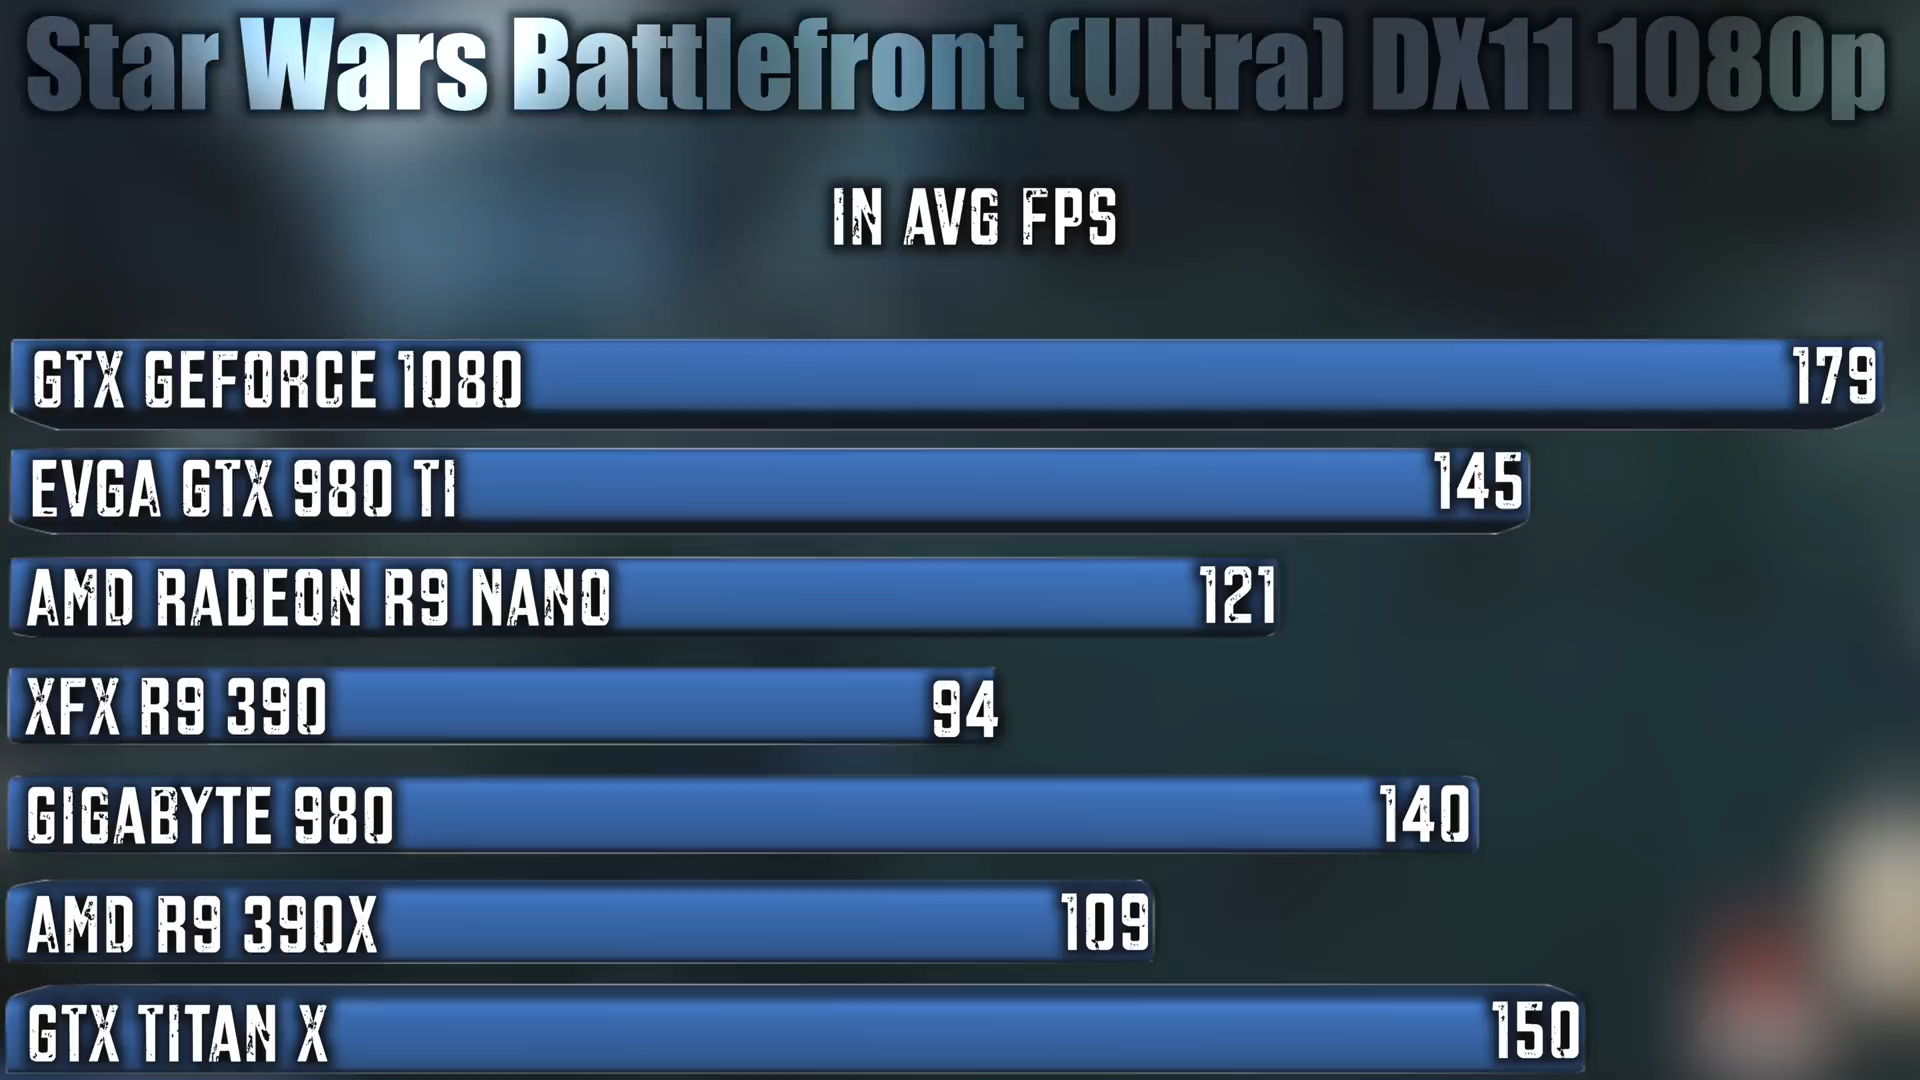 Star Wars Battlefront (Ultra) DX11 1080p
IN AVG FPS
GTX GEFORCE 1080 179
EVGA GTX 980 TI 145
AMD RADEON R9 NANO 121
XFX R9 390 94
GIGABYTE 980 140
AMD R9 390X 109
GTX TITAN X 150